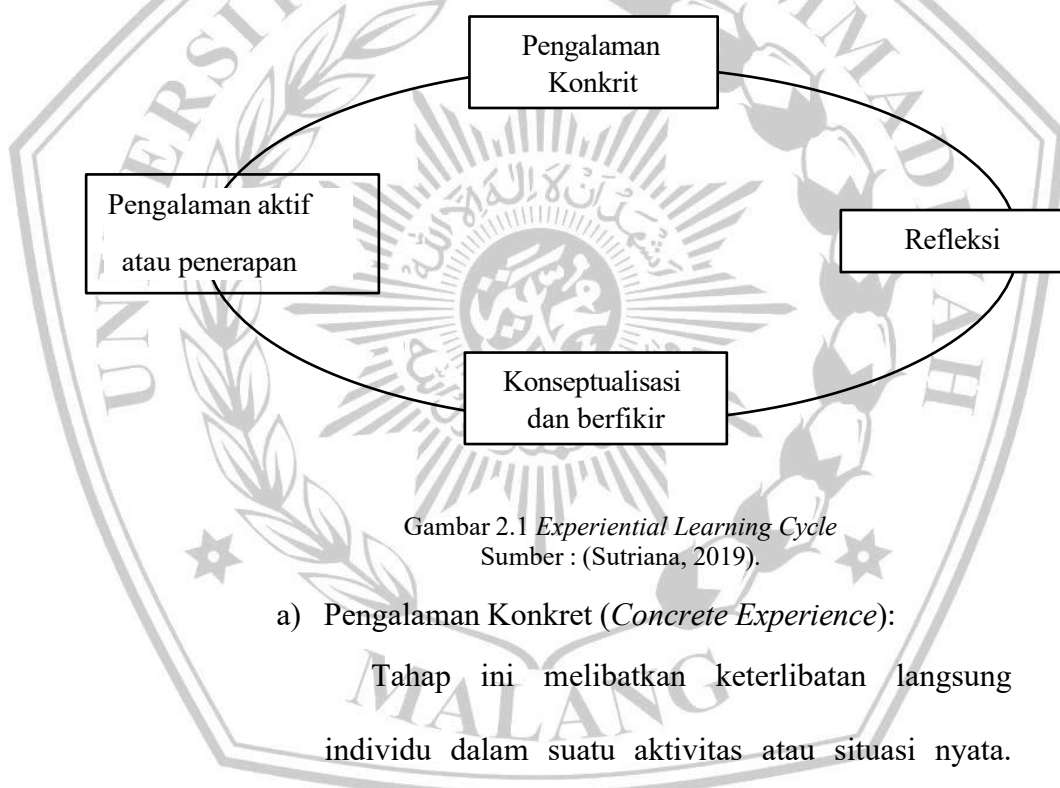 Pengalaman
Konkrit
Pengalaman aktif
atau penerapan
Refleksi
Konseptualisasi
dan berfikir
Gambar 2.1 Experiential Learning Cycle
Sumber : (Sutriana, 2019).
a) Pengalaman Konkret (Concrete Experience):
Tahap ini melibatkan keterlibatan langsung
individu dalam suatu aktivitas atau situasi nyata.
MALANG